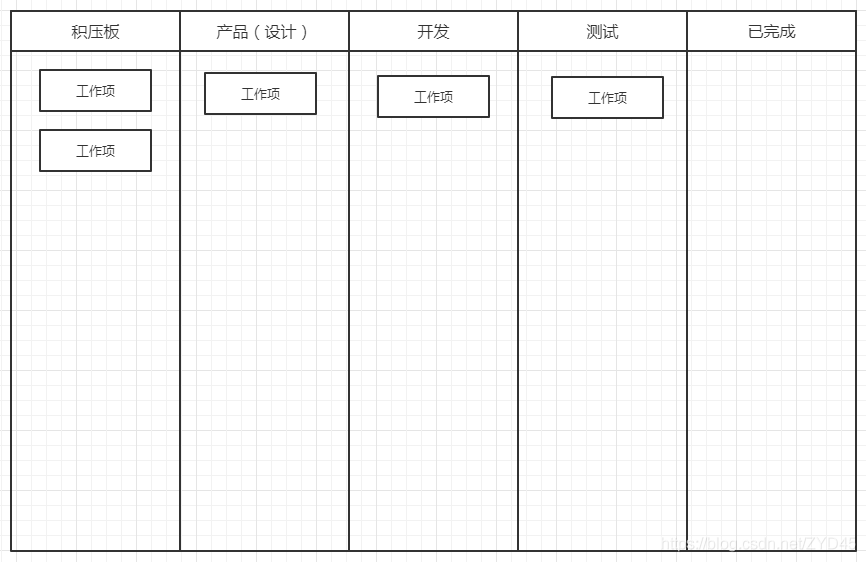 积压板
产品（设计）
开发
测试
已完成
工作项
工作项
工作项
工作项
工作项
https://blog.csdn.net/ZYD45